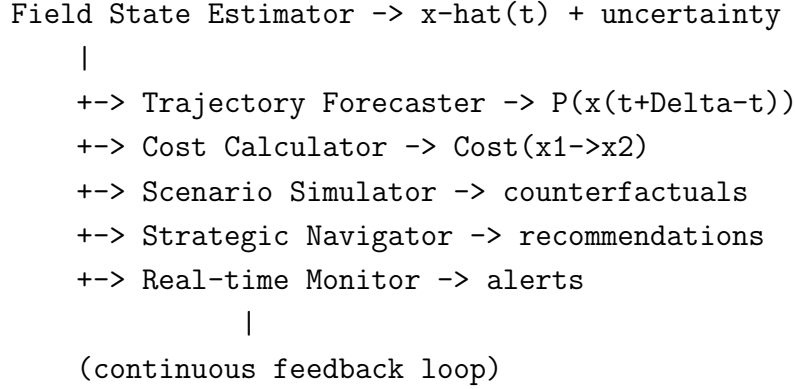 Field State Estimator -> x-hat(t) + uncertainty
    |
    +-> Trajectory Forecaster -> P(x(t+Delta-t))
    +-> Cost Calculator -> Cost(x1->x2)
    +-> Scenario Simulator -> counterfactuals
    +-> Strategic Navigator -> recommendations
    +-> Real-time Monitor -> alerts
              |
    (continuous feedback loop)